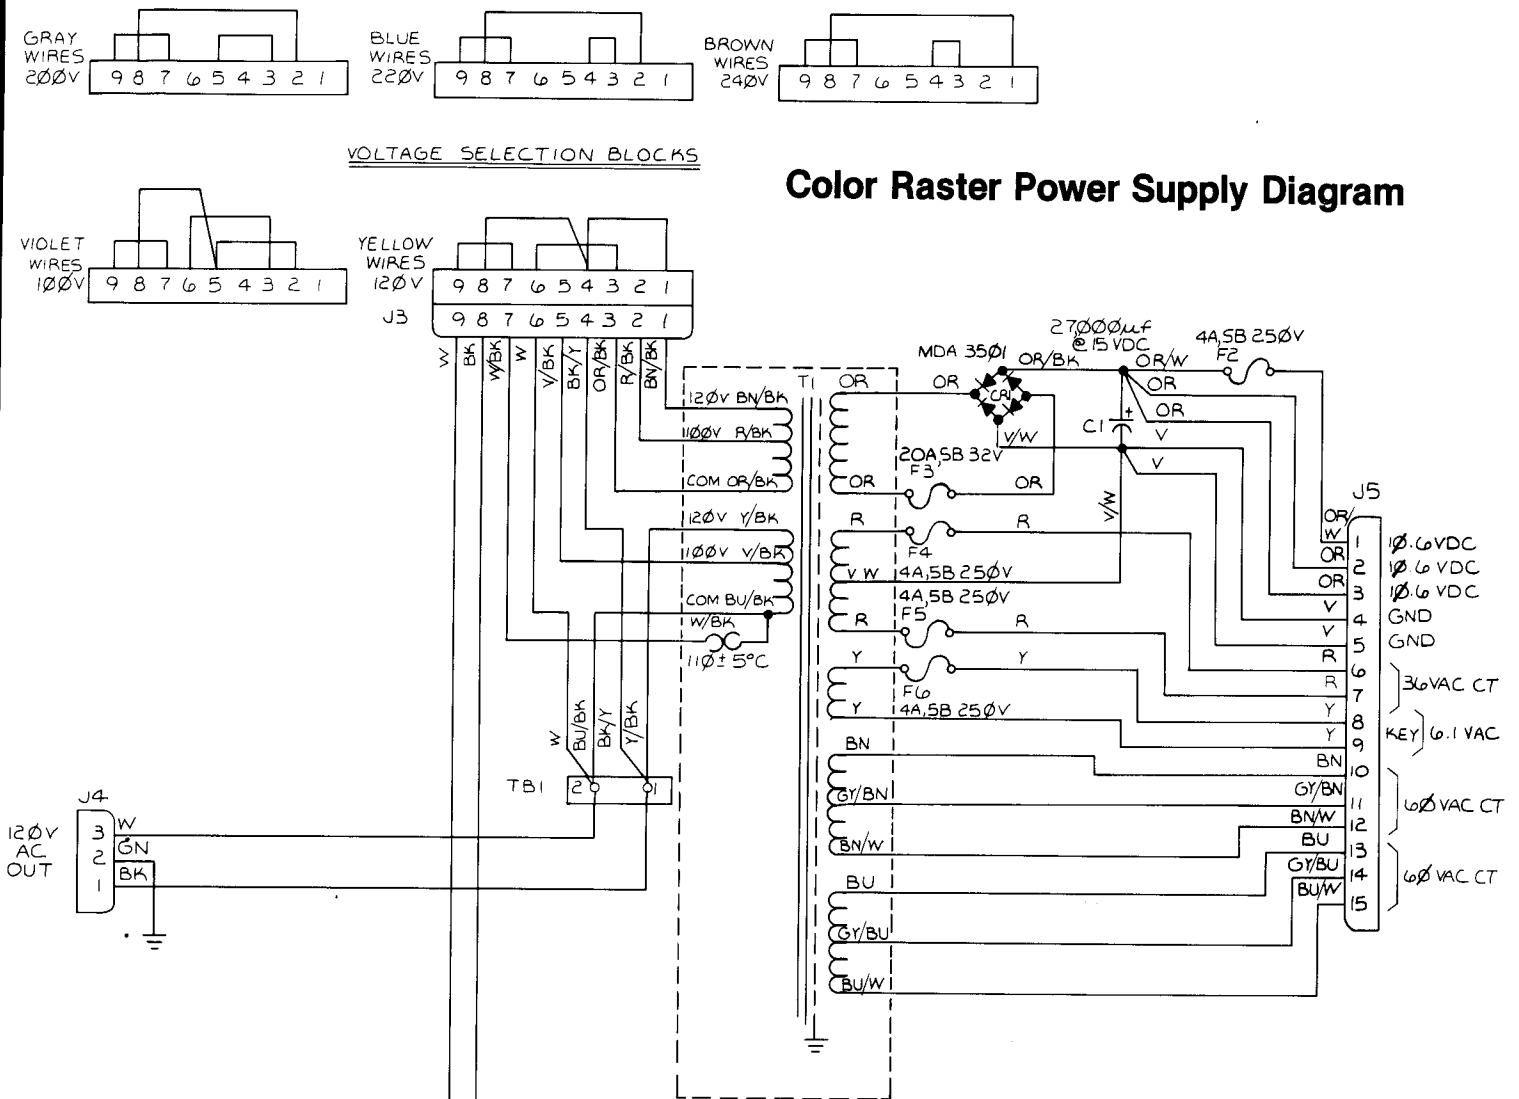 GRAY
WIRES
200V
9 8 7 6 5 4 3 2 1
BLUE
WIRES
220V
9 8 7 6 5 4 3 2 1
BROWN
WIRES
240V
9 8 7 6 5 4 3 2 1
VOLTAGE SELECTION BLOCKS
Color Raster Power Supply Diagram
VIOLET
WIRES
100V
9 8 7 6 5 4 3 2 1
YELLOW
WIRES
120V
9 8 7 6 5 4 3 2 1
J3
9 8 7 6 5 4 3 2 1
W
BK
W/BK
W
V/BK
BK/Y
OR/BK
R/BK
BN/BK
T1
120V BN/BK
100V R/BK
COM OR/BK
120V Y/BK
100V V/BK
COM BU/BK
W/BK
110±5°C
W
BU/BK
BK/Y
Y/BK
TB1
2
1
J4
120V
AC
OUT
3
2
1
W
GN
BK
OR
OR
MDA 3501
CR1
OR/BK
27,000µf
@15VDC
OR/W
4A,SB 250V
F2
OR
OR
V
V
C1
+
V/W
20A,SB 32V
F3
OR
OR
V/W
R
F4
R
V W
4A,SB 250V
4A,SB 250V
F5
R
R
Y
F6
Y
Y
4A,SB 250V
BN
GY/BN
BN/W
BU
GY/BU
BU/W
J5
OR/
W
1
10.6VDC
OR
2
10.6 VDC
OR
3
10.6 VDC
V
4
GND
V
5
GND
R
6
R
7
36VAC CT
Y
8
Y
9
KEY
6.1 VAC
BN
10
GY/BN
11
BN/W
12
60VAC CT
BU
13
GY/BU
14
BU/W
15
60VAC CT